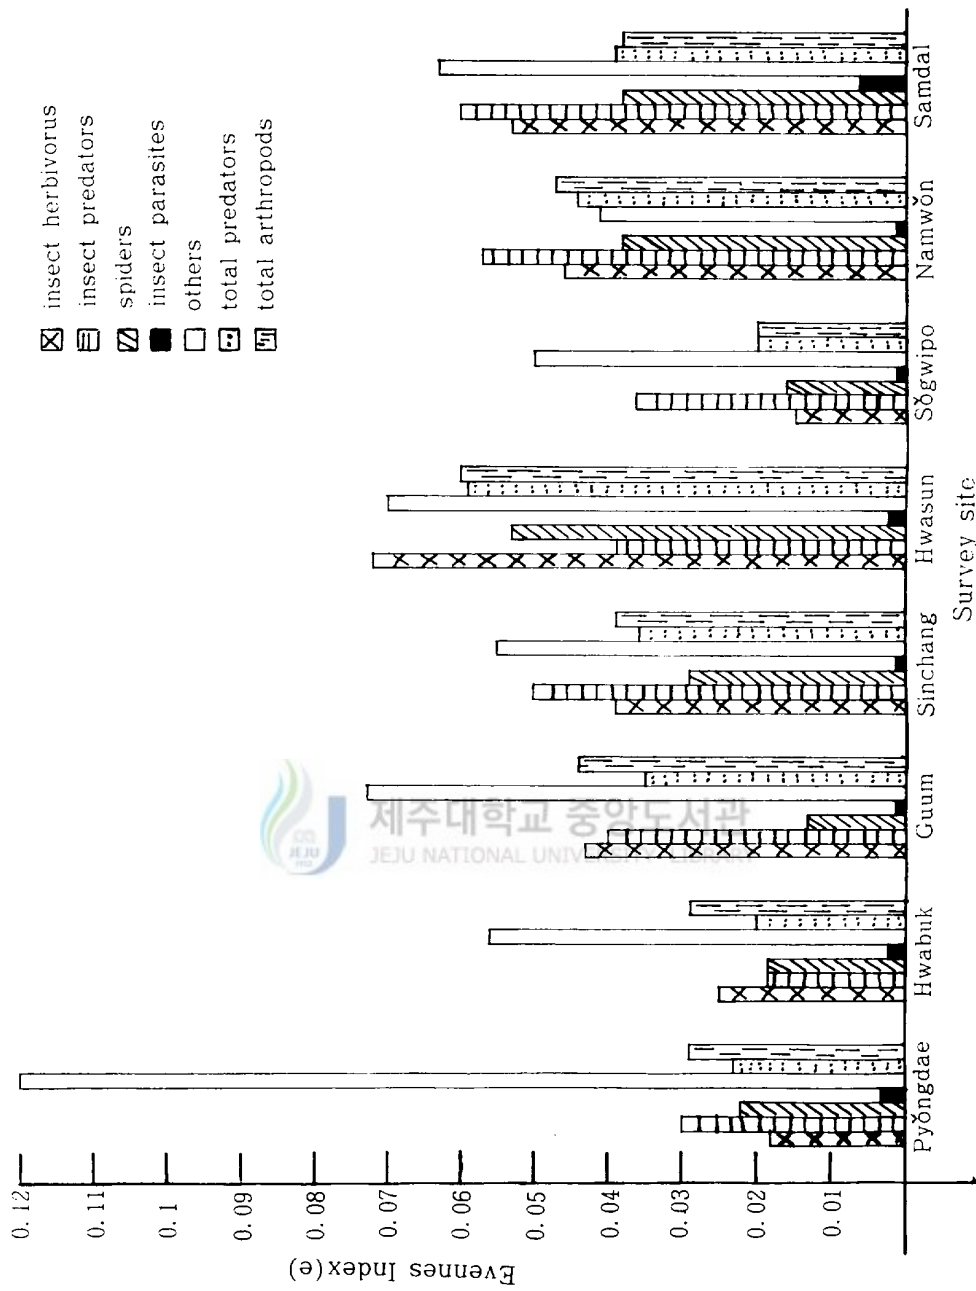 insect herbivorus
insect predators
spiders
insect parasites
others
total predators
total arthropods
Evennes Index(e)
0.12
0.11
0.1
0.09
0.08
0.07
0.06
0.05
0.04
0.03
0.02
0.01
Pyŏngdae
Hwabuk
Guum
Sinchang
Hwasun
Sŏgwipo
Namwŏn
Samdal
Survey site
제주대학교 중앙도서관
JEJU NATIONAL UNIVERSITY LIBRARY
JEJU
1952